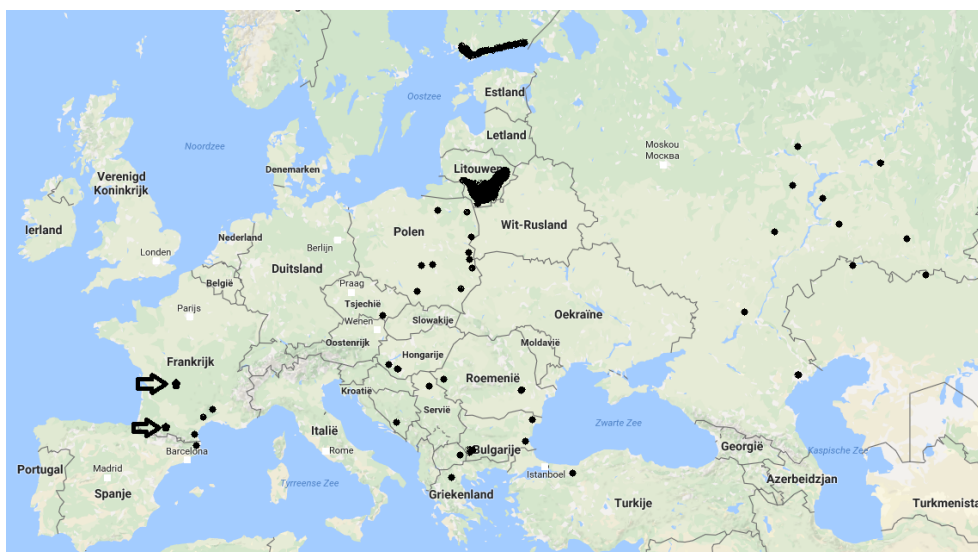 Oostzee
Estland
Noordzee
Letland
Moskou
Москва
Litouwen
Denemarken
Verenigd
Koninkrijk
Ierland
Nederland
Berlijn
Polen
Wit-Rusland
Londen
België
Duitsland
Praag
Tsjechië
Parijs
Oekraïne
Wenen
Slowakije
Oostenrijk
Moldavië
Hongarije
Frankrijk
Roemenië
Kroatië
Servië
Italië
Zwarte Zee
Rome
Bulgarije
Georgië
Kaspische Zee
Barcelona
Portugal
Madrid
Istanboel
Azerbeidzjan
Tyrreense Zee
Spanje
Griekenland
Turkije
Turkmenista